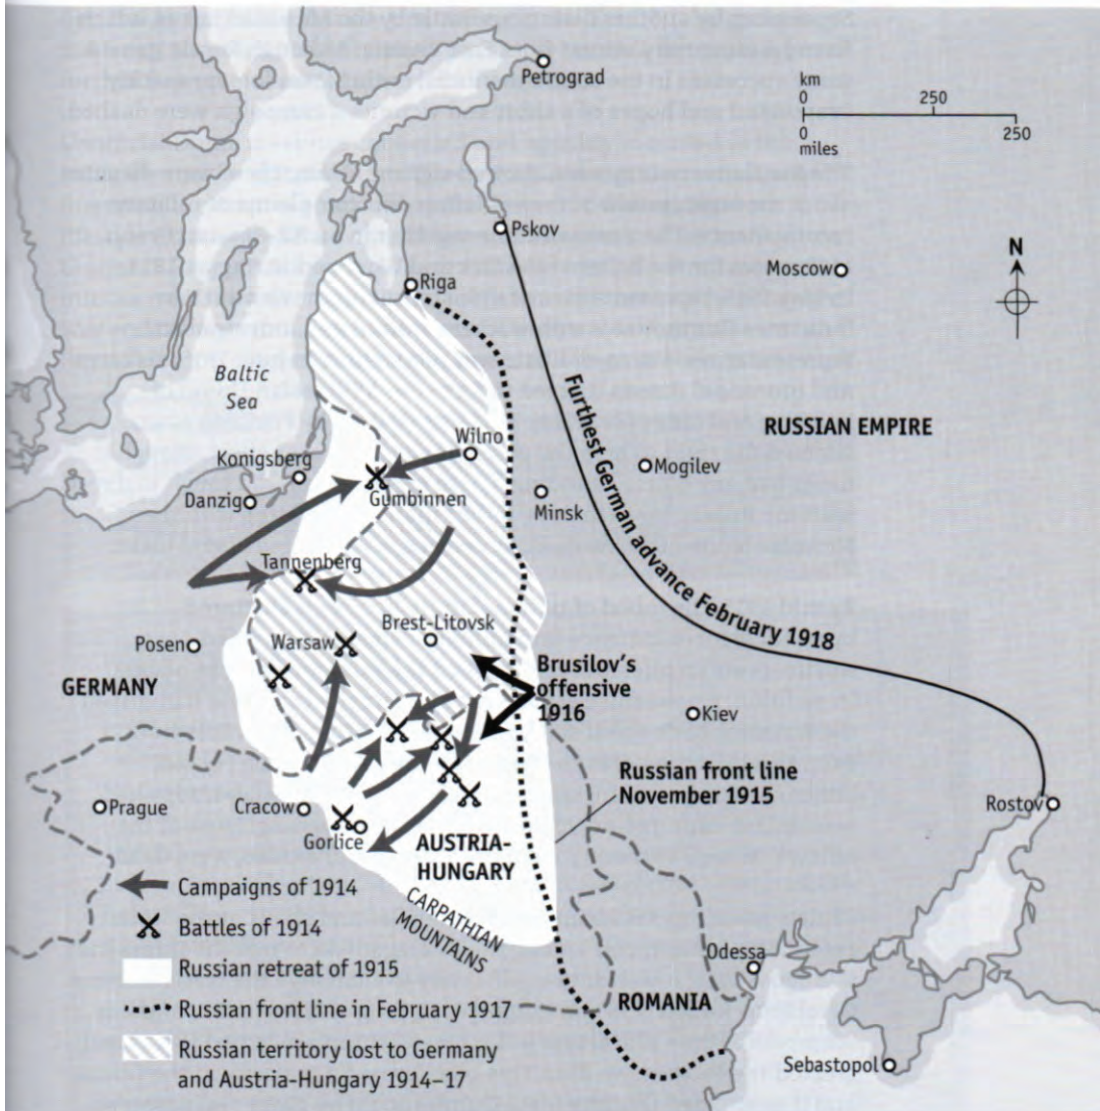 Petrograd
km
0 250
0 250
miles
Pskov
Moscow
N
Riga
Baltic
Sea
Furthest German advance February 1918
RUSSIAN EMPIRE
Wilno
Konigsberg
Mogilev
Gumbinnen
Danzig
Minsk
Tannenberg
Brest-Litovsk
Warsaw
Posen
Brusilov's
offensive
1916
GERMANY
Kiev
Russian front line
November 1915
Prague
Cracow
Rostov
Gorlice
AUSTRIA-
HUNGARY
CARPATHIAN
MOUNTAINS
Odessa
ROMANIA
Sebastopol
Campaigns of 1914
Battles of 1914
Russian retreat of 1915
Russian front line in February 1917
Russian territory lost to Germany
and Austria-Hungary 1914–17